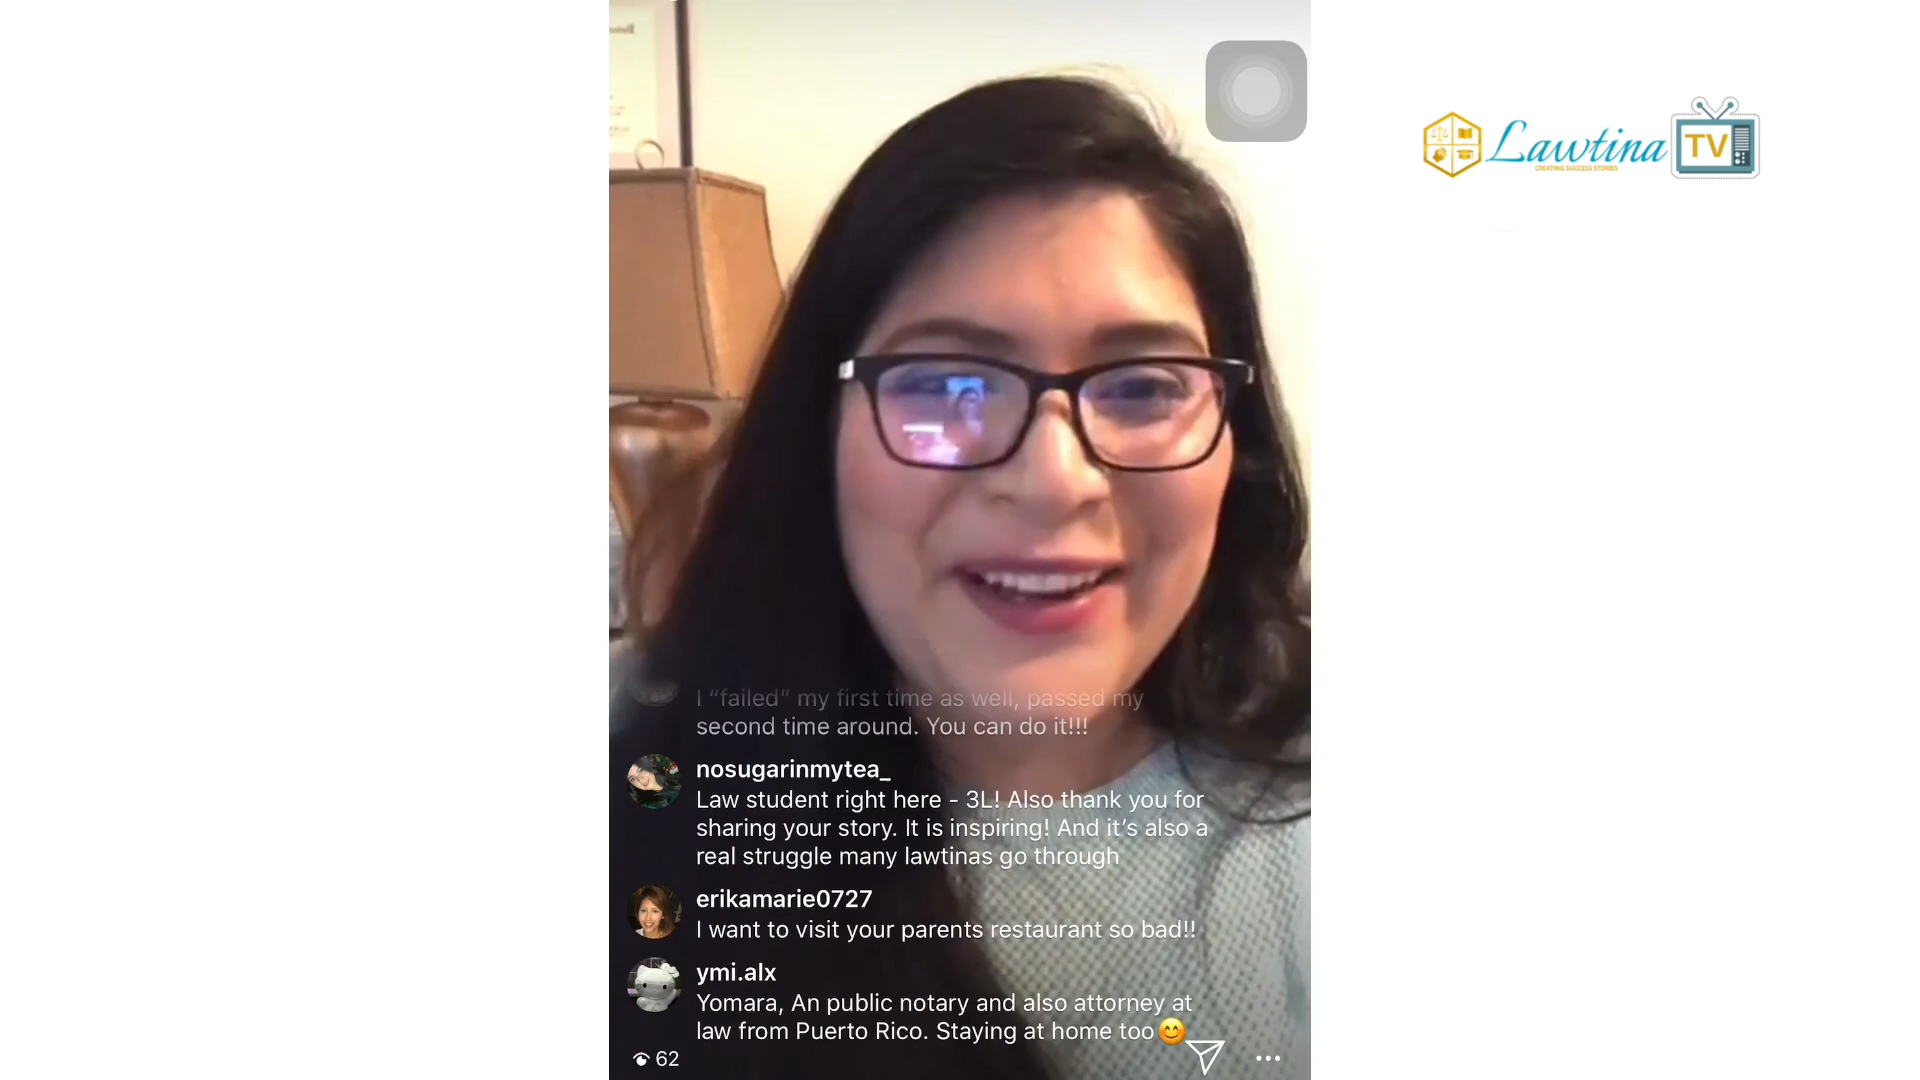 Lawtina TV
CREATING SUCCESS STORIES
I “failed” my first time as well, passed my
second time around. You can do it!!!
nosugarinmytea_
Law student right here - 3L! Also thank you for
sharing your story. It is inspiring! And it’s also a
real struggle many lawtinas go through
erikamarie0727
I want to visit your parents restaurant so bad!!
ymi.alx
Yomara, An public notary and also attorney at
law from Puerto Rico. Staying at home too😊
62